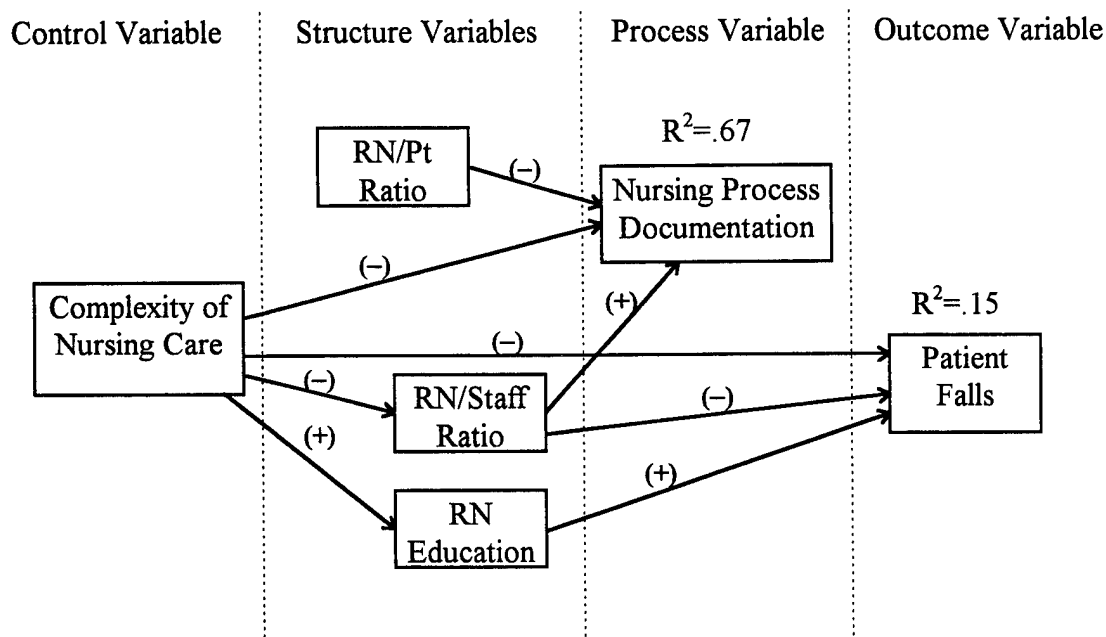 Control Variable
Structure Variables
Process Variable
Outcome Variable
R²=.67
RN/Pt
Ratio
(–)
Nursing Process
Documentation
(–)
Complexity of
Nursing Care
(+)
R²=.15
(–)
Patient
Falls
(–)
RN/Staff
Ratio
(–)
(+)
(+)
RN
Education